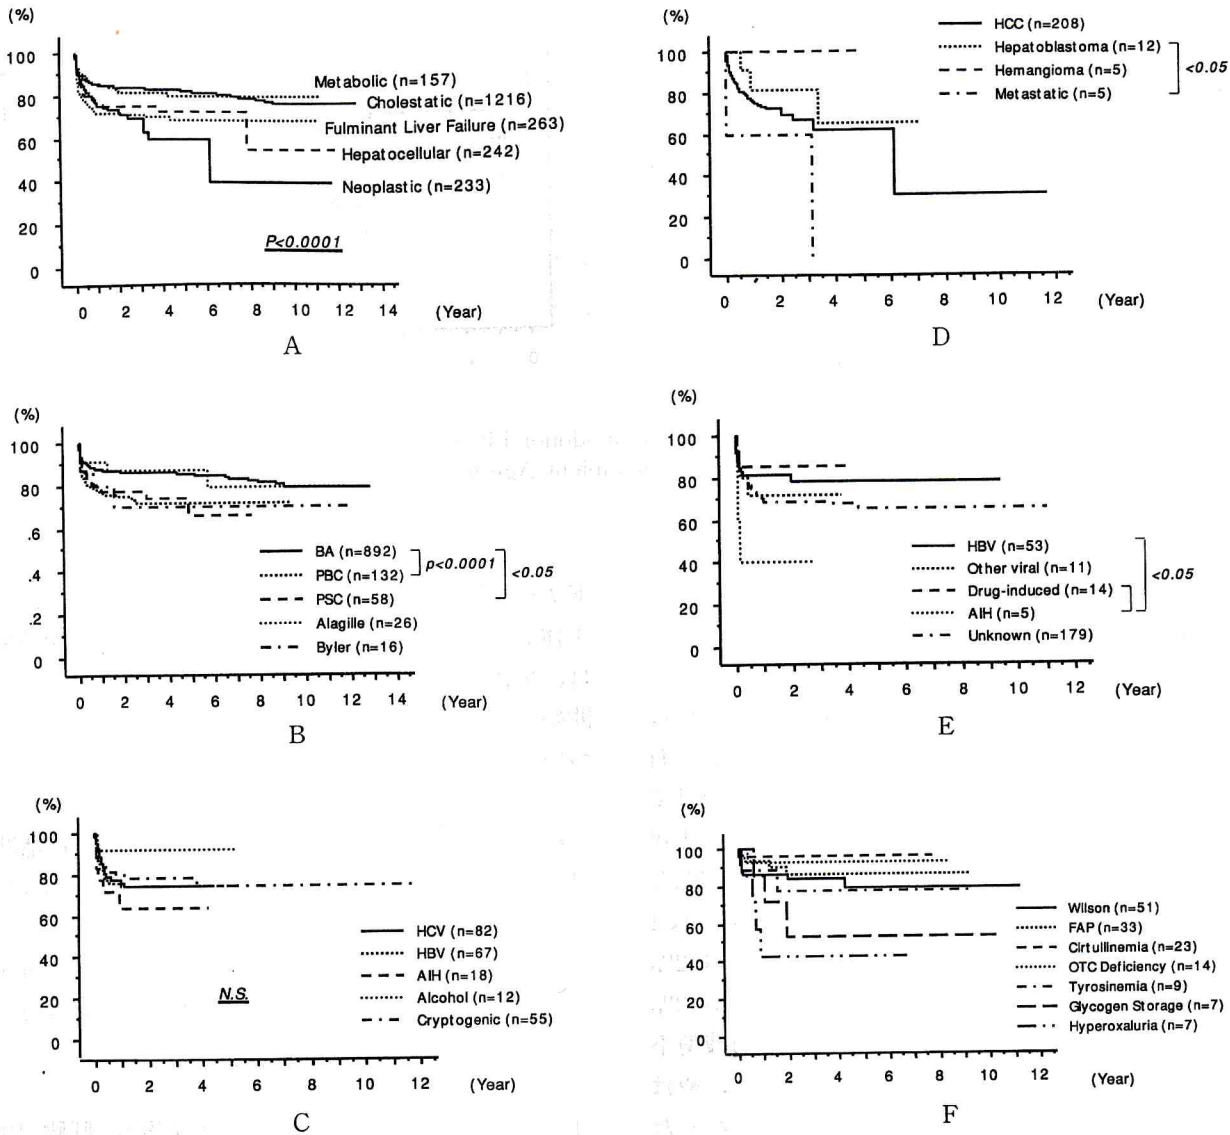 (%)
100
80
60
40
20
0
Metabolic (n=157)
Cholestatic (n=1216)
Fulminant Liver Failure (n=263)
Hepatocellular (n=242)
Neoplastic (n=233)
P<0.0001
0 2 4 6 8 10 12 14 (Year)
A
(%)
100
80
.6
.4
.2
0
BA (n=892)
PBC (n=132)
PSC (n=58)
Alagille (n=26)
Byler (n=16)
p<0.0001
<0.05
0 2 4 6 8 10 12 14 (Year)
B
(%)
100
80
60
40
20
0
HCV (n=82)
HBV (n=67)
AIH (n=18)
Alcohol (n=12)
Cryptogenic (n=55)
N.S.
0 2 4 6 8 10 12 (Year)
C
(%)
100
80
60
40
20
0
HCC (n=208)
Hepatoblastoma (n=12)
Hemangioma (n=5)
Metastatic (n=5)
<0.05
0 2 4 6 8 10 12 (Year)
D
(%)
100
80
60
40
20
0
HBV (n=53)
Other viral (n=11)
Drug-induced (n=14)
AIH (n=5)
Unknown (n=179)
<0.05
0 2 4 6 8 10 12 (Year)
E
(%)
100
80
60
40
20
0
Wilson (n=51)
FAP (n=33)
Cirtullinemia (n=23)
OTC Deficiency (n=14)
Tyrosinemia (n=9)
Glycogen Storage (n=7)
Hyperoxaluria (n=7)
0 2 4 6 8 10 12 (Year)
F